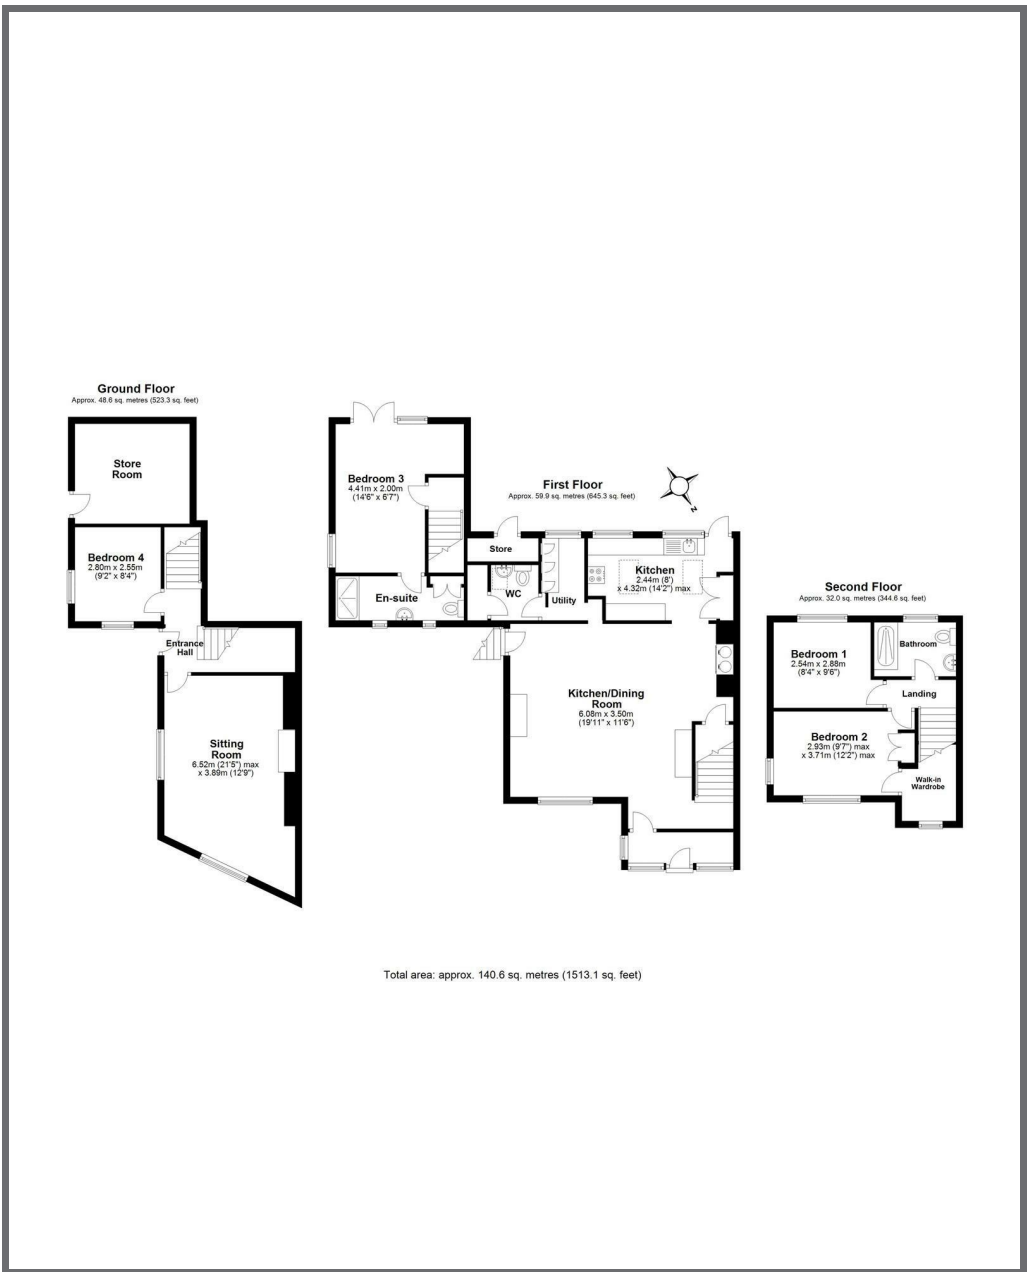 Ground Floor
Approx. 48.6 sq. metres (523.3 sq. feet)
Store
Room
Bedroom 4
2.80m x 2.55m
(9'2" x 8'4")
Entrance
Hall
Sitting
Room
6.52m (21'5") max
x 3.89m (12'9")
First Floor
Approx. 59.9 sq. metres (645.3 sq. feet)
N
Bedroom 3
4.41m x 2.00m
(14'6" x 6'7")
En-suite
Store
WC
Utility
Kitchen
2.44m (8')
x 4.32m (14'2") max
Kitchen/Dining
Room
6.08m x 3.50m
(19'11" x 11'6")
Second Floor
Approx. 32.0 sq. metres (344.6 sq. feet)
Bedroom 1
2.54m x 2.88m
(8'4" x 9'6")
Bathroom
Landing
Bedroom 2
2.93m (9'7") max
x 3.71m (12'2") max
Walk-in
Wardrobe
Total area: approx. 140.6 sq. metres (1513.1 sq. feet)